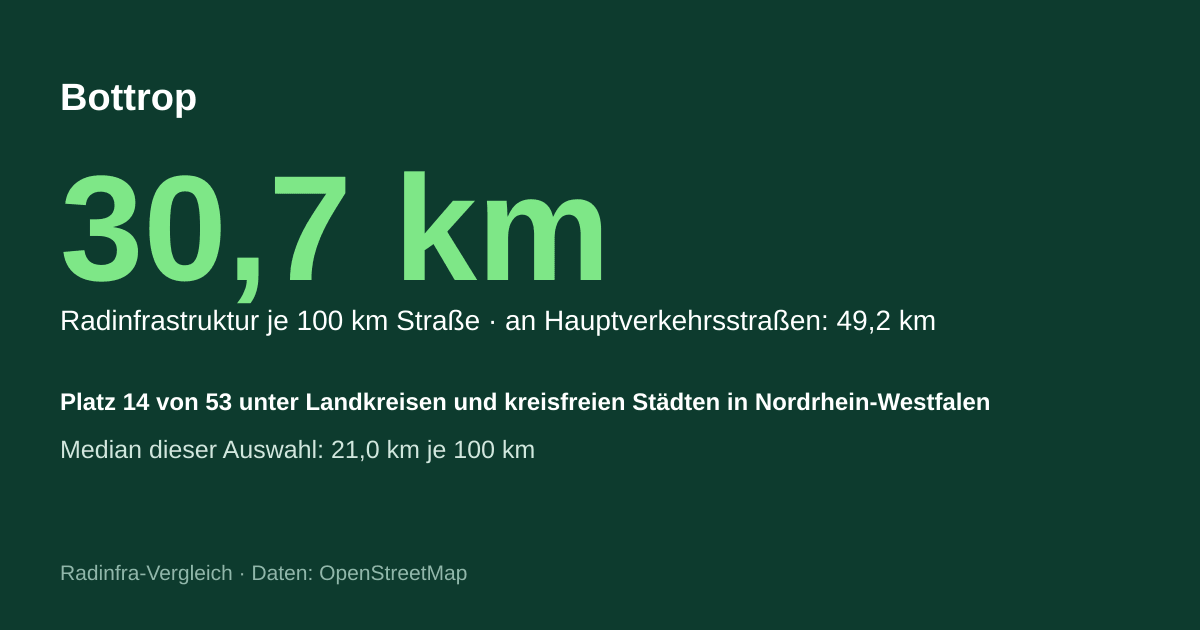 Bottrop
30,7 km
Radinfrastruktur je 100 km Straße · an Hauptverkehrsstraßen: 49,2 km
Platz 14 von 53 unter Landkreisen und kreisfreien Städten in Nordrhein-Westfalen
Median dieser Auswahl: 21,0 km je 100 km
Radinfra-Vergleich · Daten: OpenStreetMap